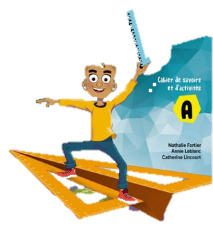 Cahier de savoirs
et d'activités
A
Nathalie Fortier
Annie Leblanc
Catherine Lincourt